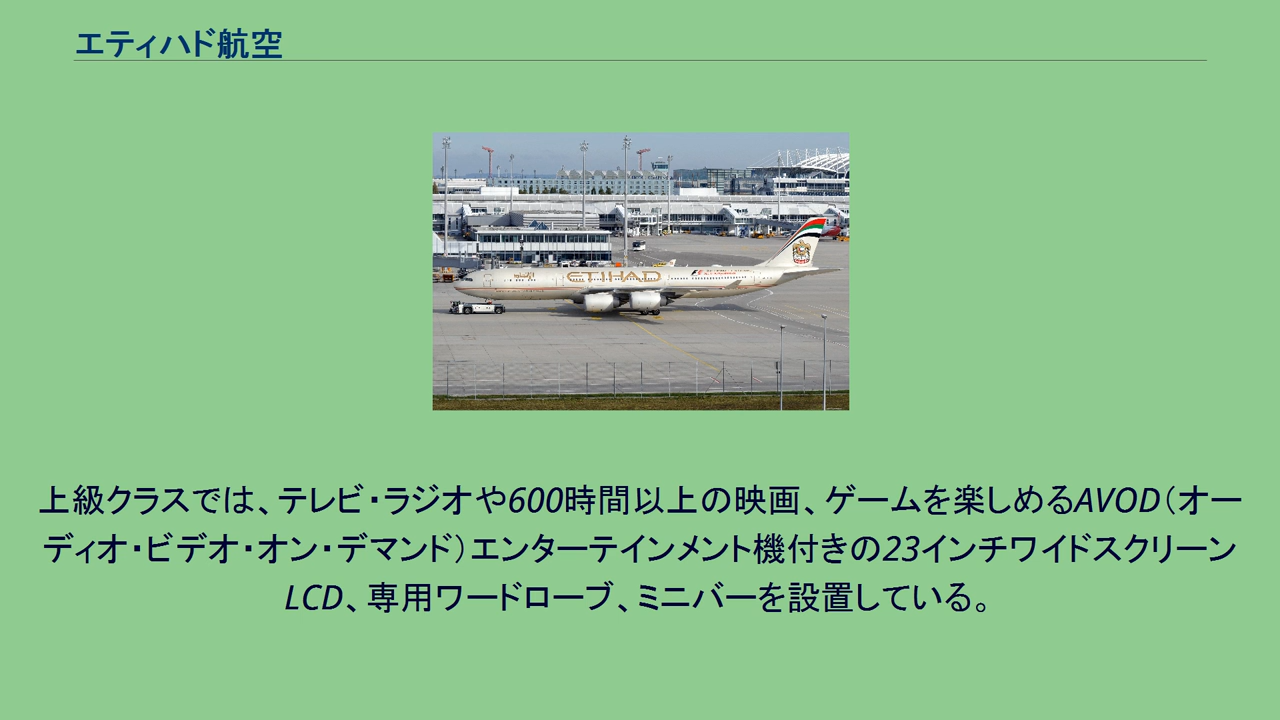 エティハド航空
ETIHAD
上級クラスでは、テレビ・ラジオや600時間以上の映画、ゲームを楽しめるAVOD（オー
ディオ・ビデオ・オン・デマンド）エンターテインメント機付きの23インチワイドスクリーン
LCD、専用ワードローブ、ミニバーを設置している。